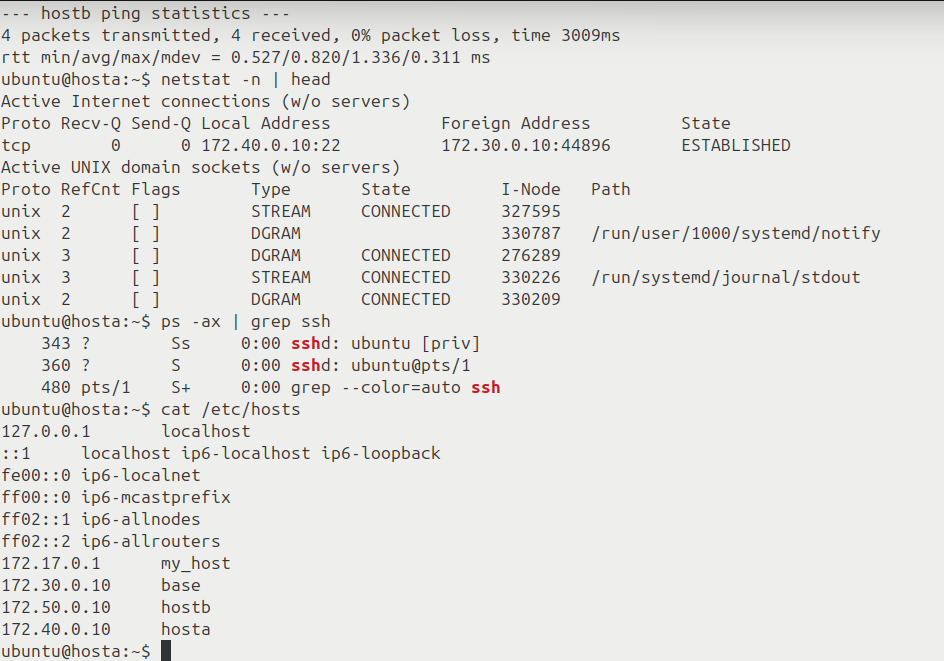 --- hostb ping statistics ---
4 packets transmitted, 4 received, 0% packet loss, time 3009ms
rtt min/avg/max/mdev = 0.527/0.820/1.336/0.311 ms
ubuntu@hosta:~$ netstat -n | head
Active Internet connections (w/o servers)
Proto Recv-Q Send-Q Local Address           Foreign Address         State
tcp        0      0 172.40.0.10:22          172.30.0.10:44896       ESTABLISHED
Active UNIX domain sockets (w/o servers)
Proto RefCnt Flags       Type       State         I-Node   Path
unix  2      [ ]         STREAM     CONNECTED     327595
unix  2      [ ]         DGRAM                    330787   /run/user/1000/systemd/notify
unix  3      [ ]         DGRAM      CONNECTED     276289
unix  3      [ ]         STREAM     CONNECTED     330226   /run/systemd/journal/stdout
unix  2      [ ]         DGRAM      CONNECTED     330209
ubuntu@hosta:~$ ps -ax | grep ssh
    343 ?        Ss     0:00 sshd: ubuntu [priv]
    360 ?        S      0:00 sshd: ubuntu@pts/1
    480 pts/1    S+     0:00 grep --color=auto ssh
ubuntu@hosta:~$ cat /etc/hosts
127.0.0.1       localhost
::1     localhost ip6-localhost ip6-loopback
fe00::0 ip6-localnet
ff00::0 ip6-mcastprefix
ff02::1 ip6-allnodes
ff02::2 ip6-allrouters
172.17.0.1      my_host
172.30.0.10     base
172.50.0.10     hostb
172.40.0.10     hosta
ubuntu@hosta:~$